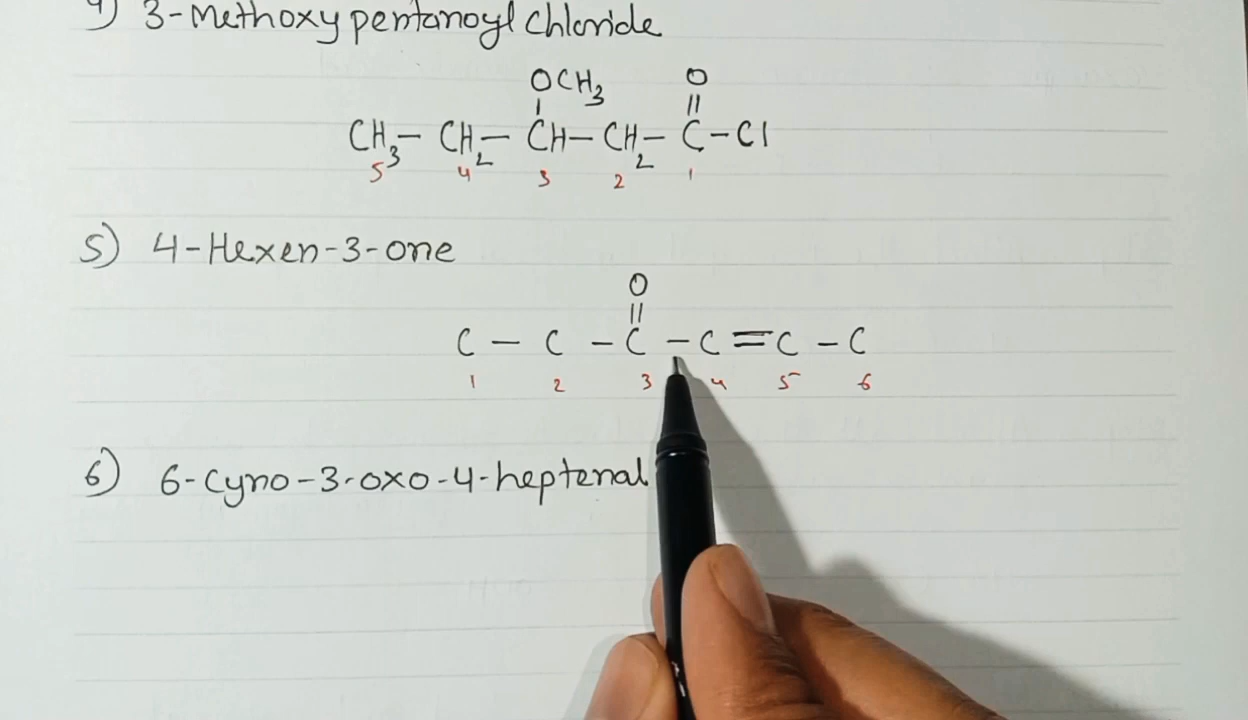 4) 3-Methoxy pentanoyl Chloride
OCH3 O
CH3 - CH2 - CH - CH2 - C - Cl
5 4 3 2 1
5) 4-Hexen-3-one
O
C - C - C - C = C - C
1 2 3 4 5 6
6) 6-Cyno-3-oxo-4-heptenal